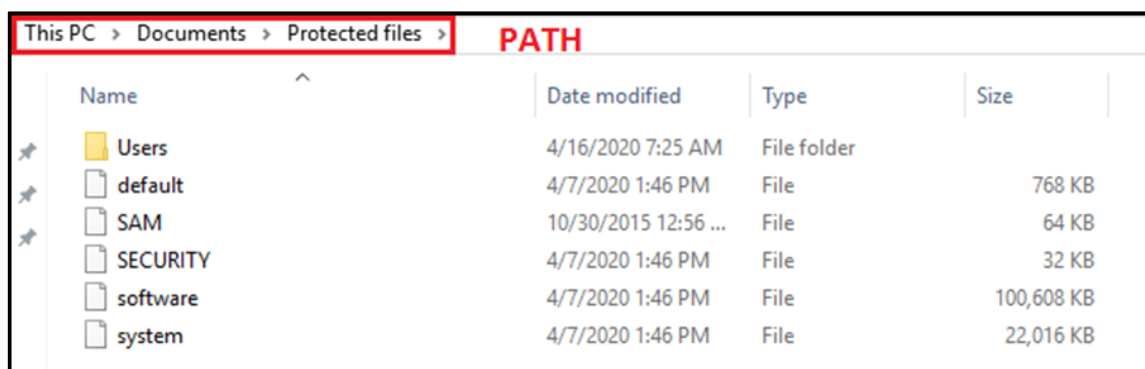 This PC > Documents > Protected files > PATH
Name Date modified Type Size
Users 4/16/2020 7:25 AM File folder
default 4/7/2020 1:46 PM File 768 KB
SAM 10/30/2015 12:56 ... File 64 KB
SECURITY 4/7/2020 1:46 PM File 32 KB
software 4/7/2020 1:46 PM File 100,608 KB
system 4/7/2020 1:46 PM File 22,016 KB